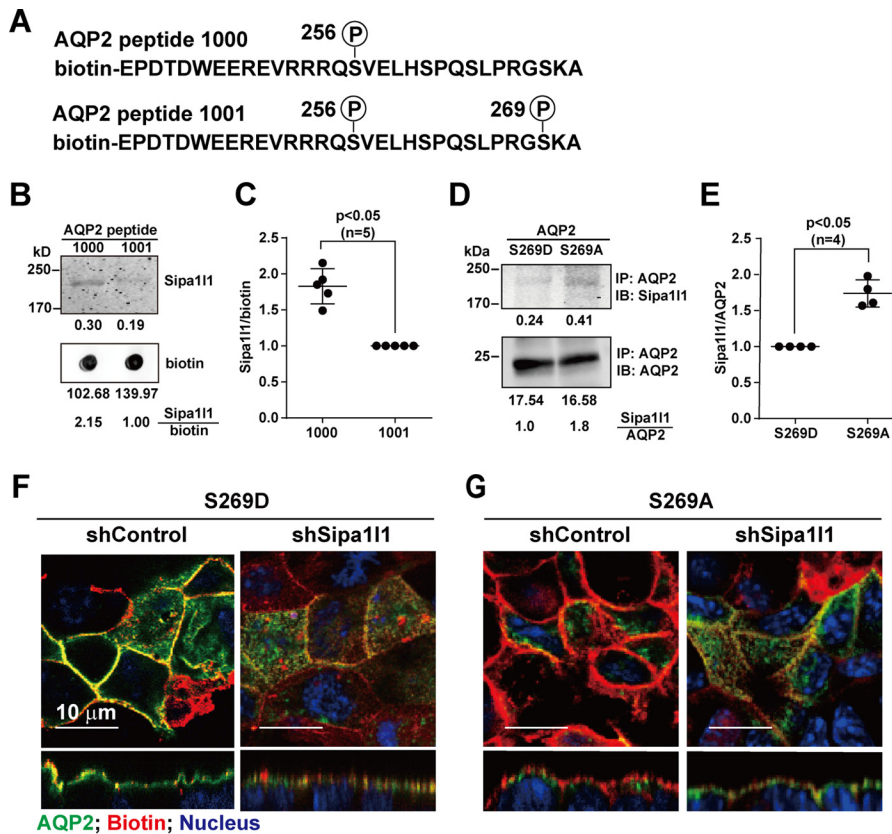 A
AQP2 peptide 1000
256 P
biotin-EPDTDWEEREVRRRQSVELHSPQSLPRGSKA
AQP2 peptide 1001
256 P
269 P
biotin-EPDTDWEEREVRRRQSVELHSPQSLPRGSKA
B
AQP2 peptide
kD
1000 1001
250
170
Sipa1l1
0.30 0.19
biotin
102.68 139.97
2.15 1.00
Sipa1l1
biotin
C
p<0.05
(n=5)
Sipa1l1/biotin
2.5
2.0
1.5
1.0
0.5
0.0
1000 1001
D
AQP2
kDa
S269D S269A
250
170
IP: AQP2
IB: Sipa1l1
0.24 0.41
25
IP: AQP2
IB: AQP2
17.54 16.58
1.0 1.8
Sipa1l1
AQP2
E
p<0.05
(n=4)
Sipa1l1/AQP2
2.5
2.0
1.5
1.0
0.5
0.0
S269D S269A
F
S269D
shControl shSipa1l1
10 μm
AQP2; Biotin; Nucleus
G
S269A
shControl shSipa1l1